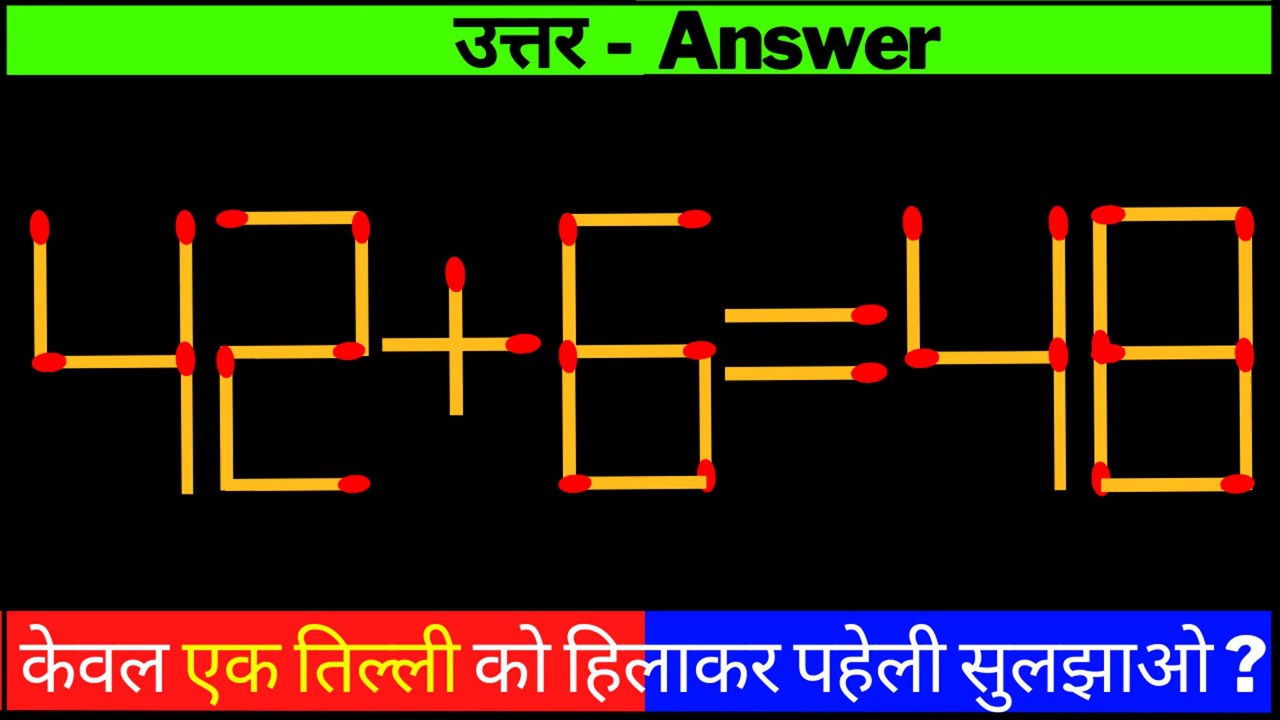 उत्तर - Answer
42+6=48
केवल एक तिल्ली को हिलाकर पहेली सुलझाओ ?